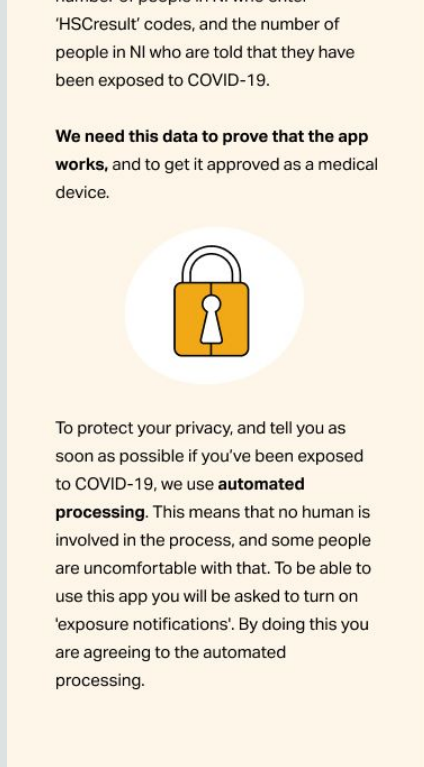 'HSCresult' codes, and the number of
people in NI who are told that they have
been exposed to COVID-19.
We need this data to prove that the app
works, and to get it approved as a medical
device.
To protect your privacy, and tell you as
soon as possible if you've been exposed
to COVID-19, we use automated
processing. This means that no human is
involved in the process, and some people
are uncomfortable with that. To be able to
use this app you will be asked to turn on
'exposure notifications'. By doing this you
are agreeing to the automated
processing.